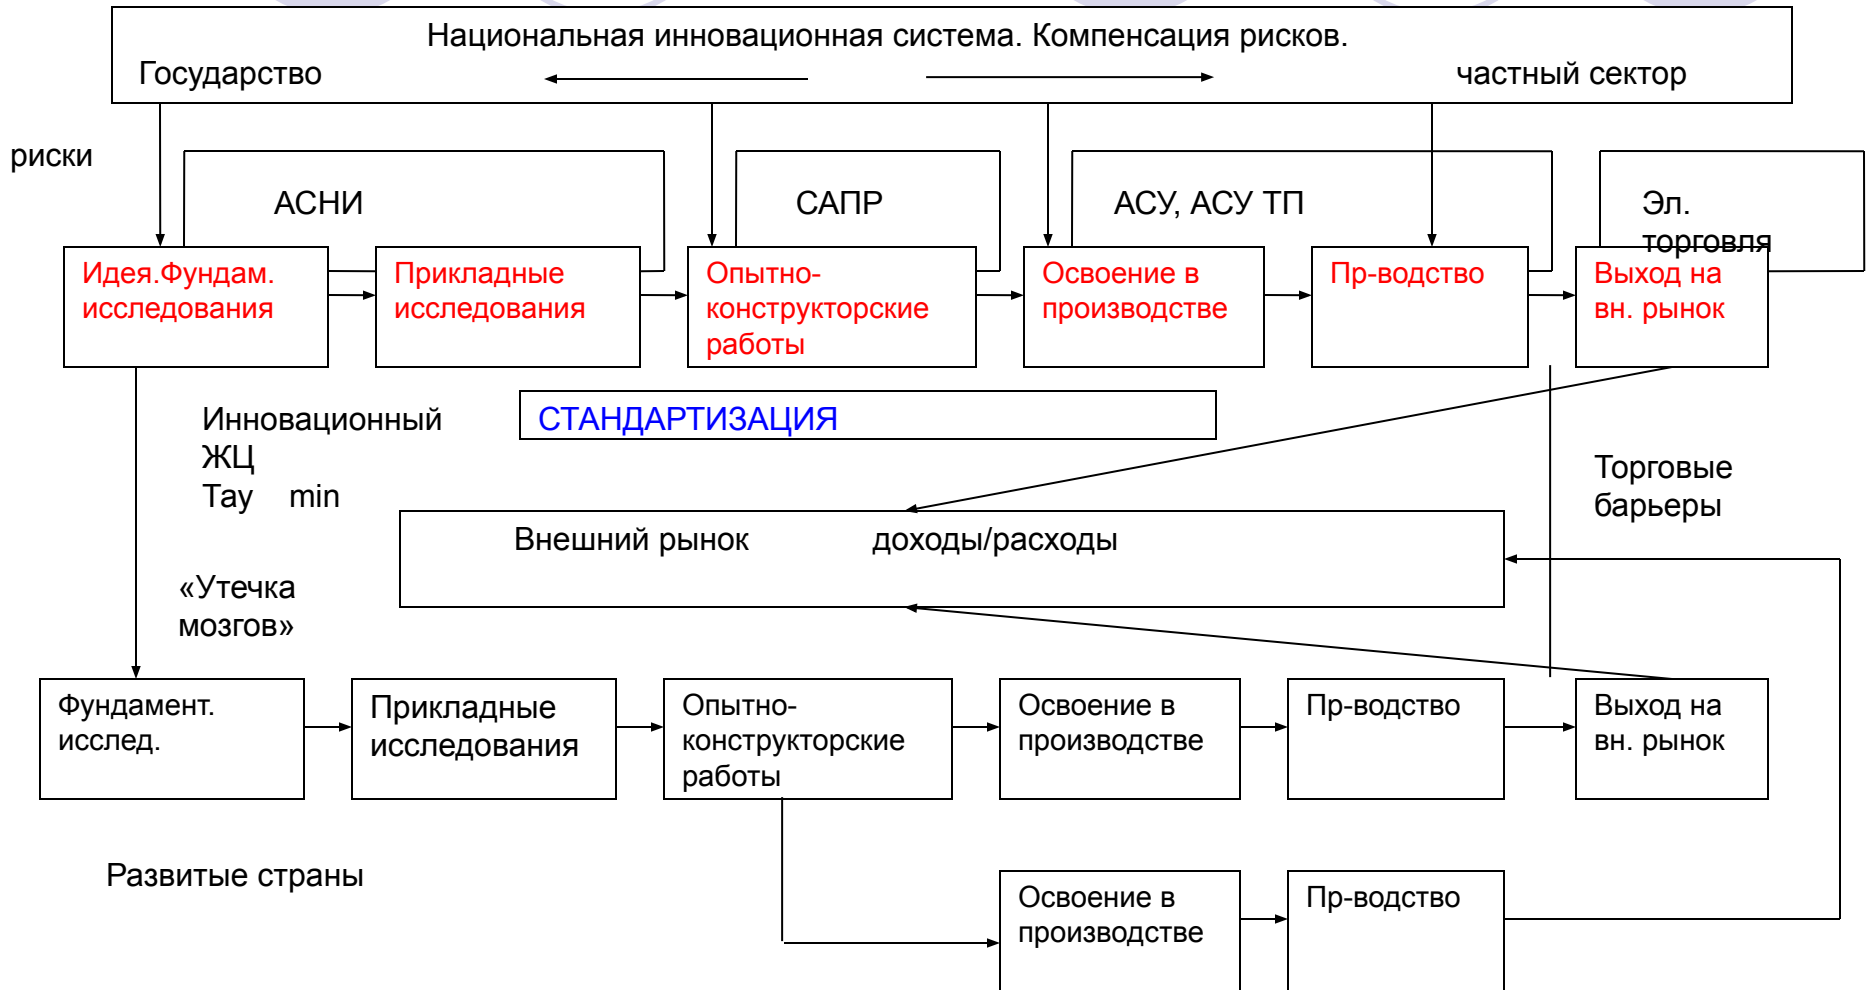 Национальная инновационная система. Компенсация рисков.
Государство частный сектор
риски
АСНИ
САПР
АСУ, АСУ ТП
Эл.
торговля
Идея.Фундам.
исследования
Прикладные
исследования
Опытно-
конструкторские
работы
Освоение в
производстве
Пр-водство
Выход на
вн. рынок
Инновационный
ЖЦ
Тау min
СТАНДАРТИЗАЦИЯ
Торговые
барьеры
Внешний рынок доходы/расходы
«Утечка
мозгов»
Фундамент.
исслед.
Прикладные
исследования
Опытно-
конструкторские
работы
Освоение в
производстве
Пр-водство
Выход на
вн. рынок
Развитые страны
Освоение в
производстве
Пр-водство